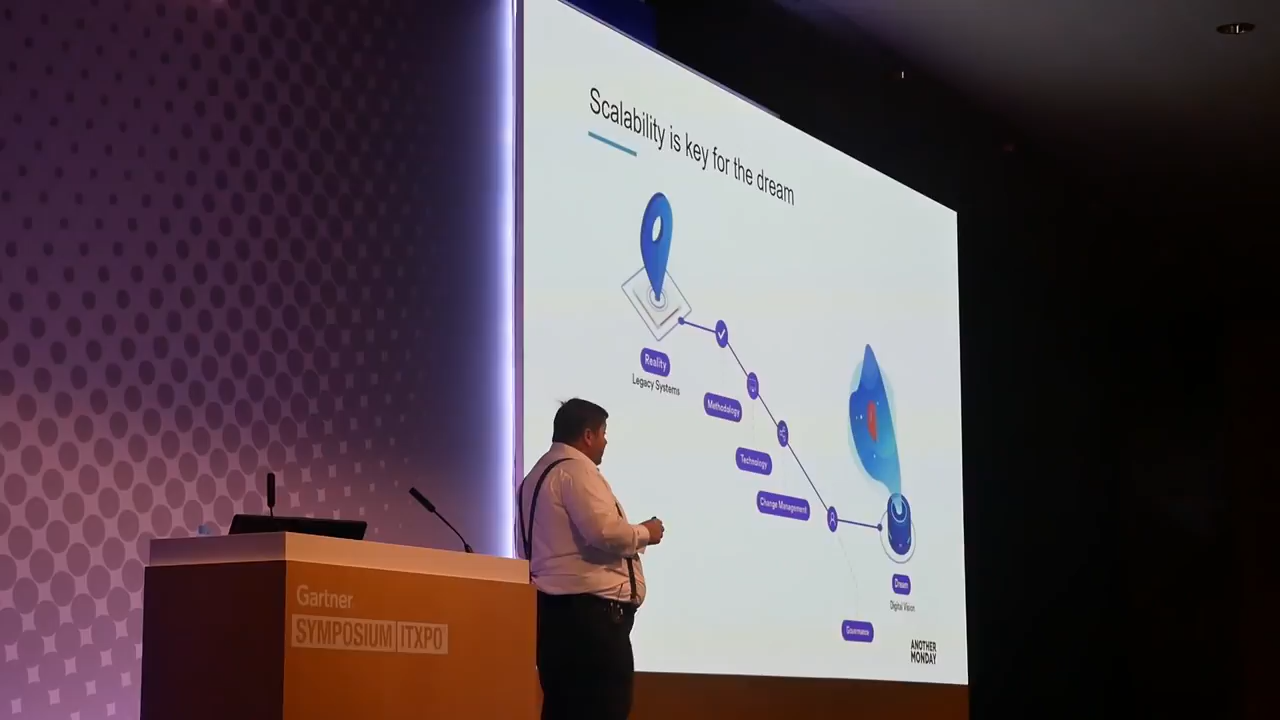 Scalability is key for the dream
Reality
Legacy Systems
Methodology
Technology
Change Management
Governance
Dream
Digital Vision
ANOTHER
MONDAY
Gartner
SYMPOSIUM ITXPO